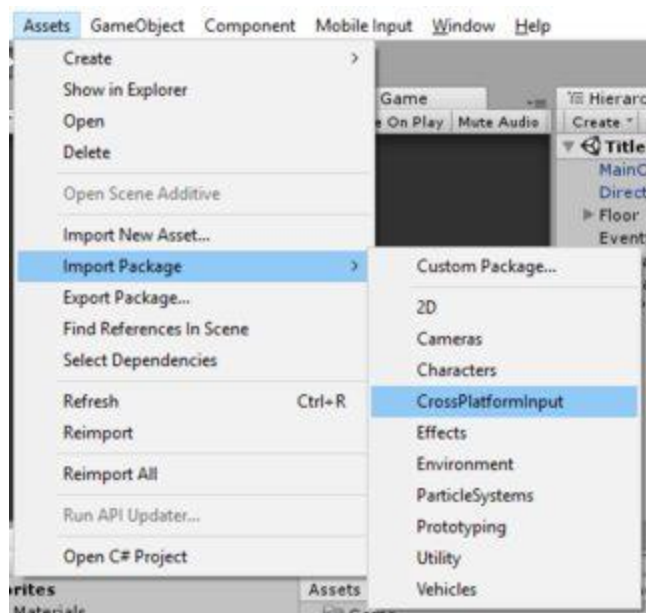 Assets GameObject Component Mobile Input Window Help
Create
Show in Explorer
Open
Delete
Open Scene Additive
Import New Asset...
Import Package
Export Package...
Find References In Scene
Select Dependencies
Refresh Ctrl+R
Reimport
Reimport All
Run API Updater...
Open C# Project
Custom Package...
2D
Cameras
Characters
CrossPlatformInput
Effects
Environment
ParticleSystems
Prototyping
Utility
Vehicles
Game
On Play Mute Audio
Hierarc
Create
Title
MainC
Direct
Floor
Event
rites
Materials
Assets